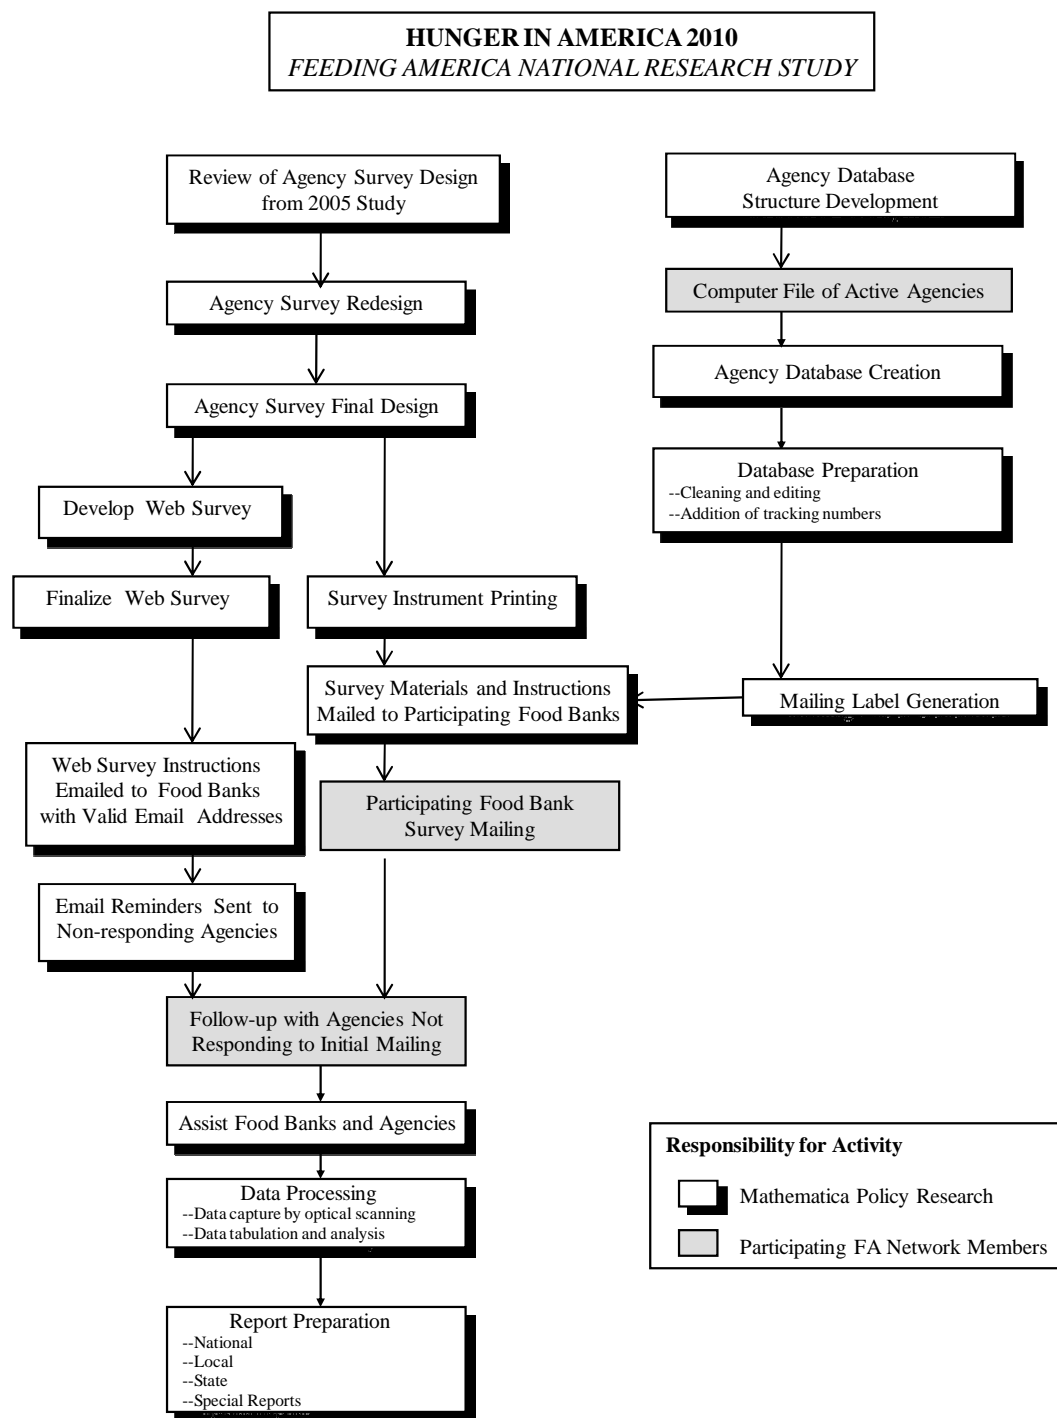 HUNGER IN AMERICA 2010
FEEDING AMERICA NATIONAL RESEARCH STUDY
Review of Agency Survey Design
from 2005 Study
Agency Survey Redesign
Agency Survey Final Design
Develop Web Survey
Finalize Web Survey
Web Survey Instructions
Emailed to Food Banks
with Valid Email Addresses
Email Reminders Sent to
Non-responding Agencies
Survey Instrument Printing
Survey Materials and Instructions
Mailed to Participating Food Banks
Participating Food Bank
Survey Mailing
Agency Database
Structure Development
Computer File of Active Agencies
Agency Database Creation
Database Preparation
--Cleaning and editing
--Addition of tracking numbers
Mailing Label Generation
Follow-up with Agencies Not
Responding to Initial Mailing
Assist Food Banks and Agencies
Data Processing
--Data capture by optical scanning
--Data tabulation and analysis
Report Preparation
--National
--Local
--State
--Special Reports
Responsibility for Activity
Mathematica Policy Research
Participating FA Network Members